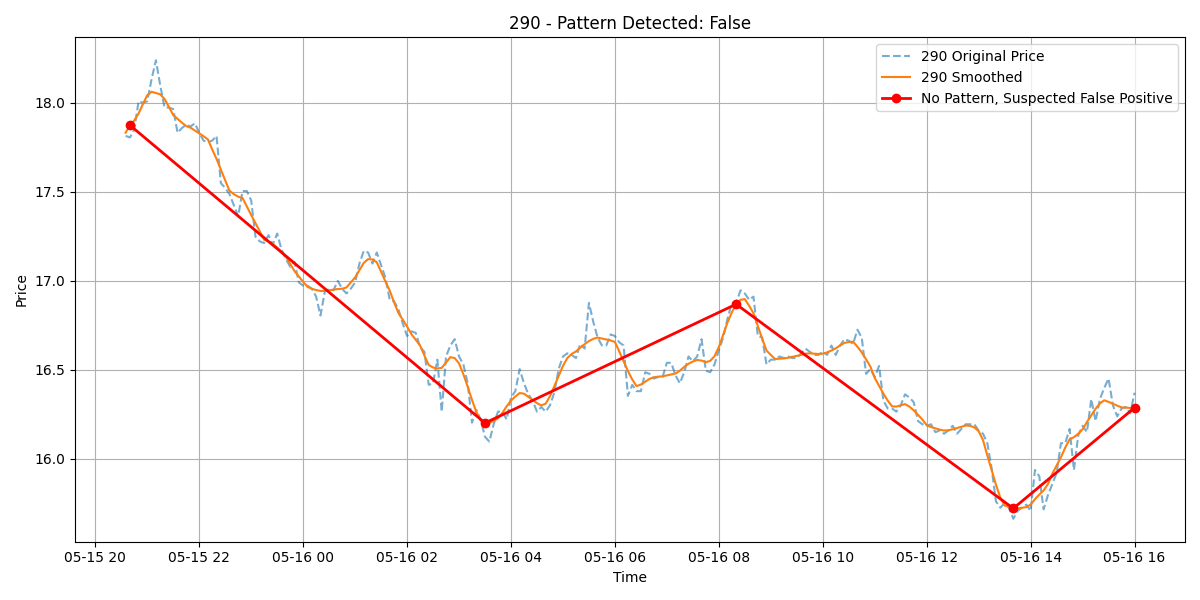 290 - Pattern Detected: False
290 Original Price
290 Smoothed
No Pattern, Suspected False Positive
Price
18.0
17.5
17.0
16.5
16.0
05-15 20 05-15 22 05-16 00 05-16 02 05-16 04 05-16 06 05-16 08 05-16 10 05-16 12 05-16 14 05-16 16
Time